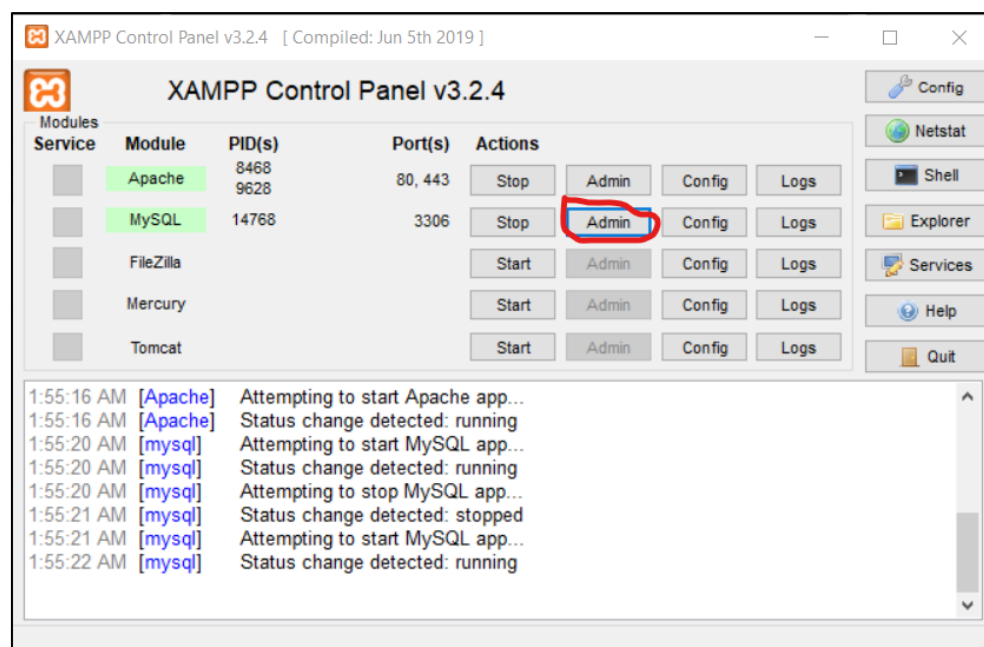 XAMPP Control Panel v3.2.4 [ Compiled: Jun 5th 2019 ]
XAMPP Control Panel v3.2.4
Config
Modules
Netstat
Service Module PID(s) Port(s) Actions
Apache 8468 9628 80, 443 Stop Admin Config Logs
Shell
MySQL 14768 3306 Stop Admin Config Logs
Explorer
FileZilla Start Admin Config Logs
Services
Mercury Start Admin Config Logs
Help
Tomcat Start Admin Config Logs
Quit
1:55:16 AM [Apache] Attempting to start Apache app...
1:55:16 AM [Apache] Status change detected: running
1:55:20 AM [mysql] Attempting to start MySQL app...
1:55:20 AM [mysql] Status change detected: running
1:55:20 AM [mysql] Attempting to stop MySQL app...
1:55:21 AM [mysql] Status change detected: stopped
1:55:21 AM [mysql] Attempting to start MySQL app...
1:55:22 AM [mysql] Status change detected: running